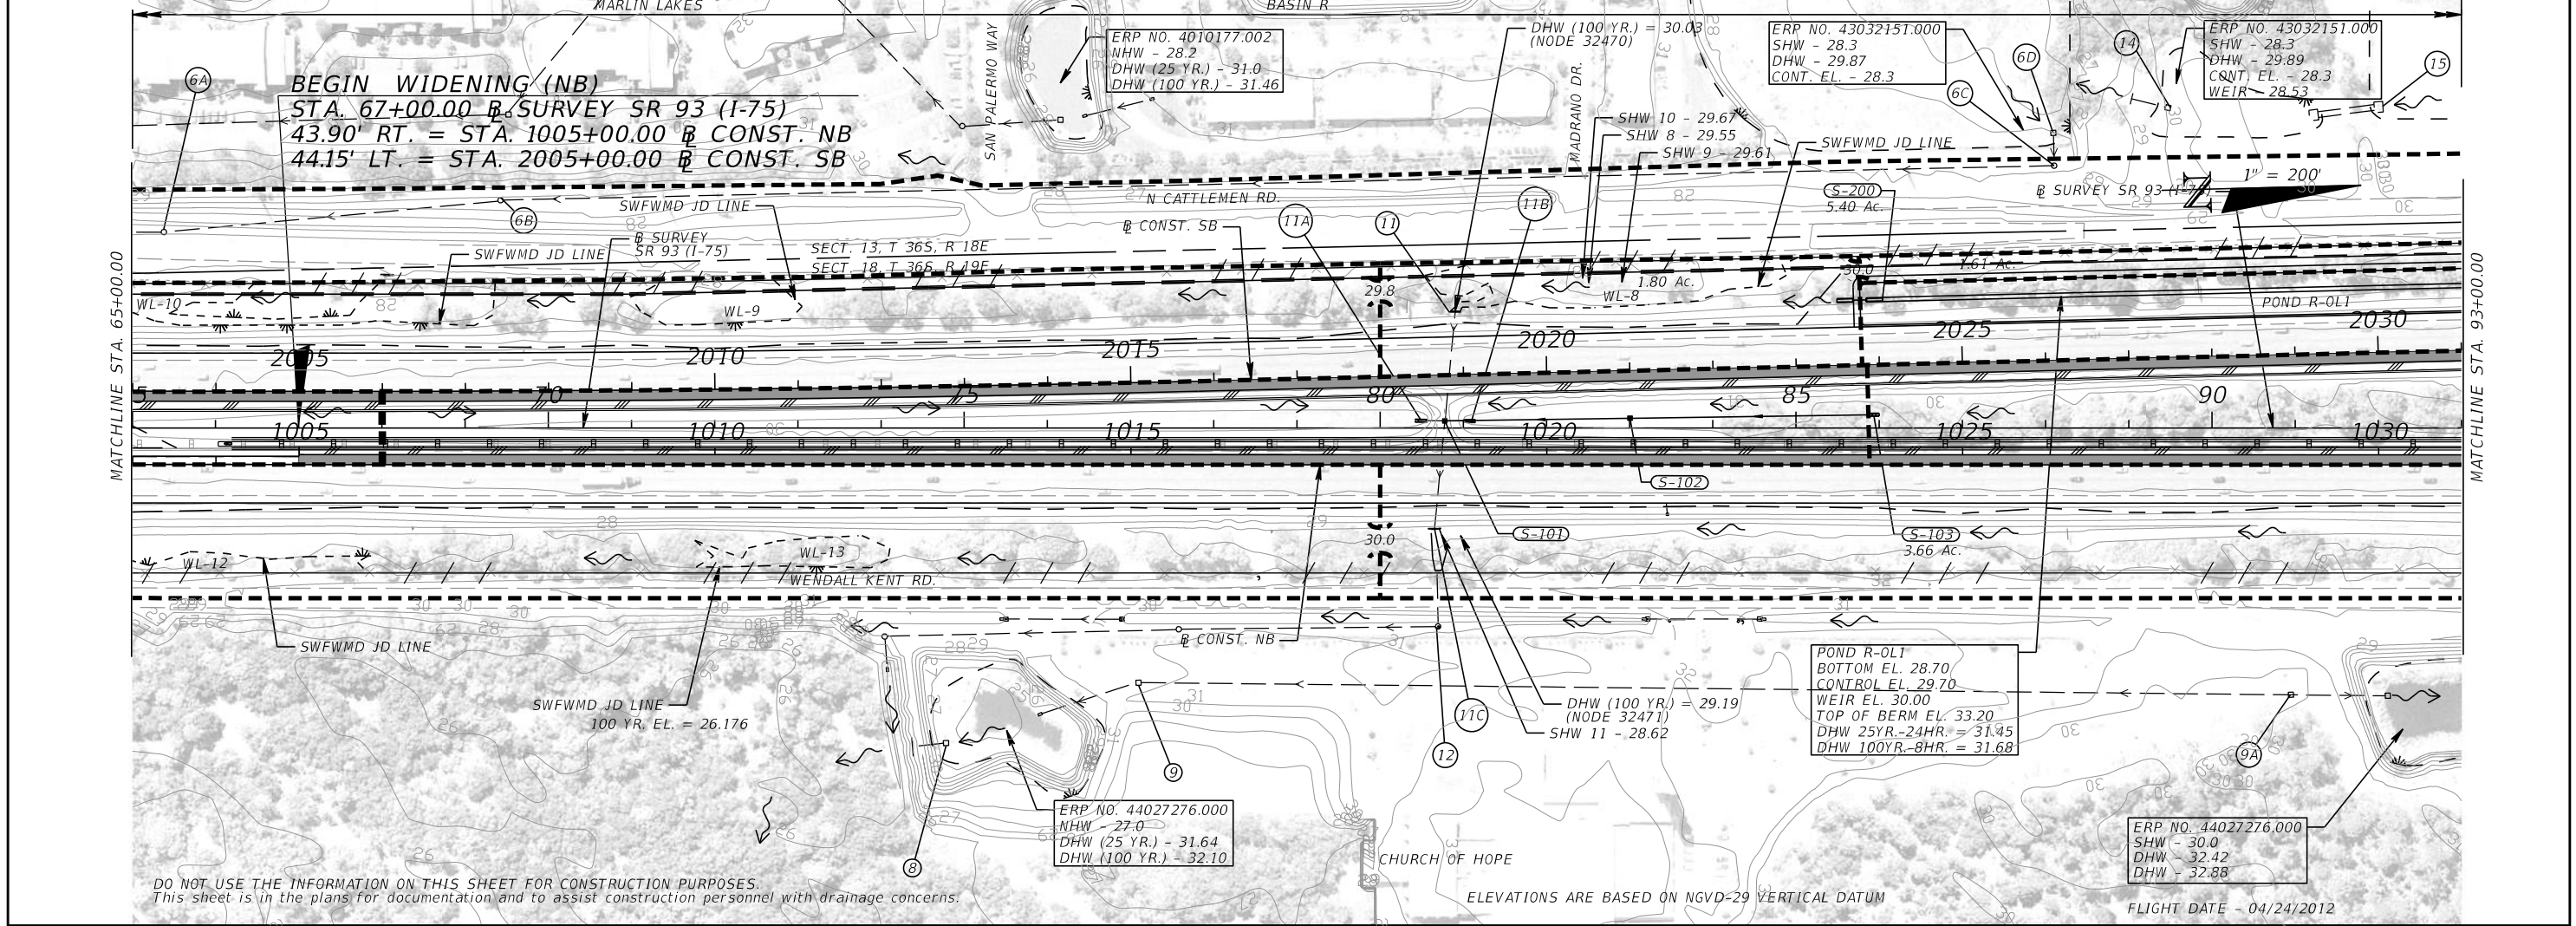 MARLIN LAKES
BASIN R
SAN PALERMO WAY
ERP NO. 4010177.002
NHW - 28.2
DHW (25 YR.) - 31.0
DHW (100 YR.) - 31.46
DHW (100 YR.) = 30.03
(NODE 32470)
MADRANO DR.
ERP NO. 43032151.000
SHW - 28.3
DHW - 29.87
CONT. EL. - 28.3
6D
6C
14
ERP NO. 43032151.000
SHW - 28.3
DHW - 29.89
CONT. EL. - 28.3
WEIR - 28.53
15
6A
BEGIN WIDENING (NB)
STA. 67+00.00 BL SURVEY SR 93 (I-75)
43.90' RT. = STA. 1005+00.00 BL CONST. NB
44.15' LT. = STA. 2005+00.00 BL CONST. SB
SHW 10 - 29.67
SHW 8 - 29.55
SHW 9 - 29.61
SWFWMD JD LINE
1" = 200'
BL SURVEY SR 93 (I-75)
S-200
5.40 Ac.
N CATTLEMEN RD.
SWFWMD JD LINE
6B
11A
11
11B
BL CONST. SB
BL SURVEY
SR 93 (I-75)
SWFWMD JD LINE
SECT. 13, T 36S, R 18E
SECT. 18, T 36S, R 19E
MATCHLINE STA. 65+00.00
MATCHLINE STA. 93+00.00
WL-10
WL-9
29.8
WL-8
1.80 Ac.
30.0
1.61 Ac.
POND R-OL1
2005
2010
2015
2020
2025
2030
5
70
75
80
85
90
1005
1010
1015
1020
1025
1030
S-102
S-101
S-103
3.66 Ac.
30.0
WL-12
WL-13
WENDALL KENT RD.
SWFWMD JD LINE
BL CONST. NB
SWFWMD JD LINE
100 YR. EL. = 26.176
DHW (100 YR.) = 29.19
(NODE 32471)
SHW 11 - 28.62
11C
12
9
8
9A
POND R-OL1
BOTTOM EL. 28.70
CONTROL EL. 29.70
WEIR EL. 30.00
TOP OF BERM EL. 33.20
DHW 25YR.-24HR. = 31.45
DHW 100YR.-8HR. = 31.68
ERP NO. 44027276.000
NHW - 27.0
DHW (25 YR.) - 31.64
DHW (100 YR.) - 32.10
ERP NO. 44027276.000
SHW - 30.0
DHW - 32.42
DHW - 32.88
CHURCH OF HOPE
DO NOT USE THE INFORMATION ON THIS SHEET FOR CONSTRUCTION PURPOSES.
This sheet is in the plans for documentation and to assist construction personnel with drainage concerns.
ELEVATIONS ARE BASED ON NGVD-29 VERTICAL DATUM
FLIGHT DATE - 04/24/2012